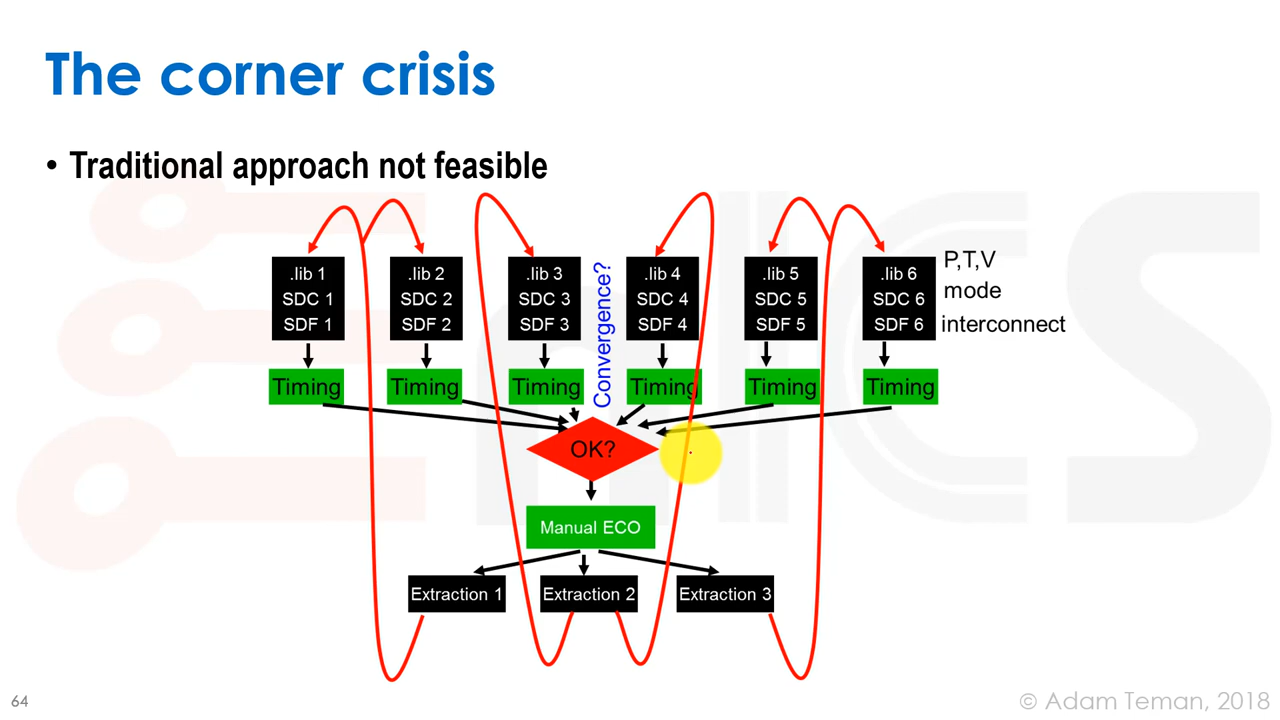 The corner crisis
• Traditional approach not feasible
.lib 1
SDC 1
SDF 1
.lib 2
SDC 2
SDF 2
.lib 3
SDC 3
SDF 3
Convergence?
.lib 4
SDC 4
SDF 4
.lib 5
SDC 5
SDF 5
.lib 6
SDC 6
SDF 6
P,T,V
mode
interconnect
Timing
Timing
Timing
Timing
Timing
Timing
OK?
Manual ECO
Extraction 1
Extraction 2
Extraction 3
64
© Adam Teman, 2018